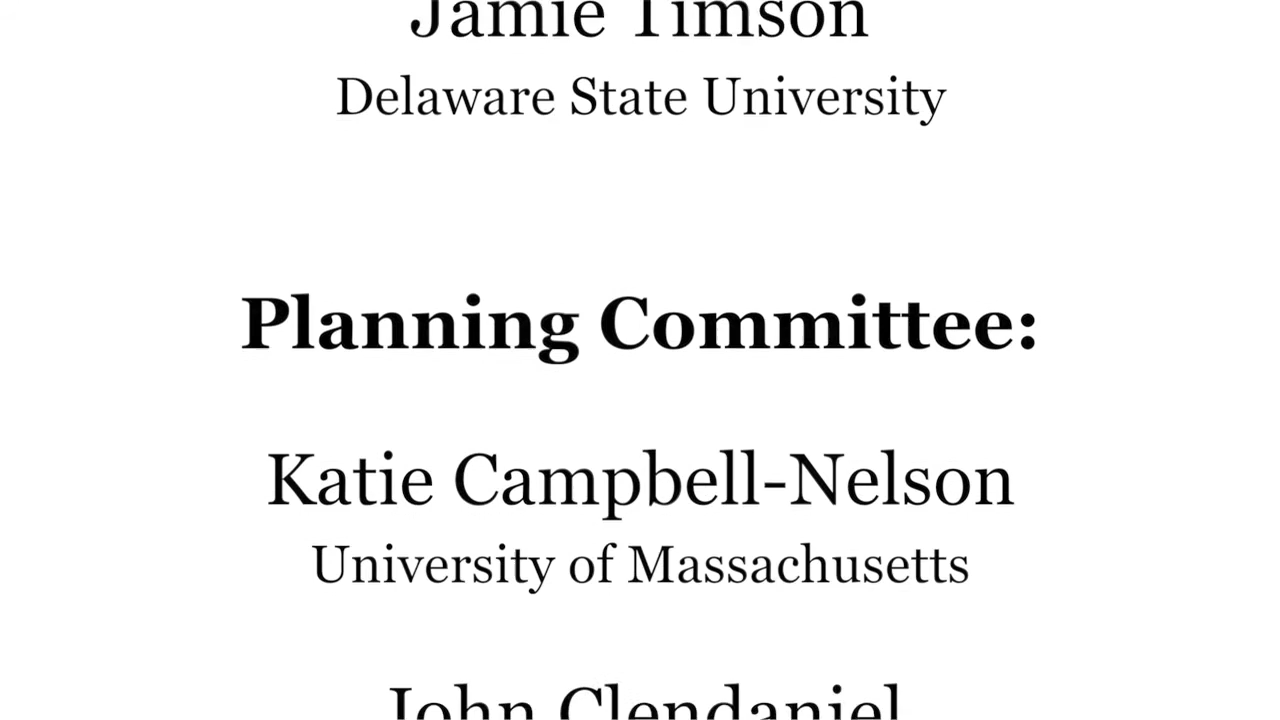 Jamie Timson
Delaware State University
Planning Committee:
Katie Campbell-Nelson
University of Massachusetts
John Clendaniel